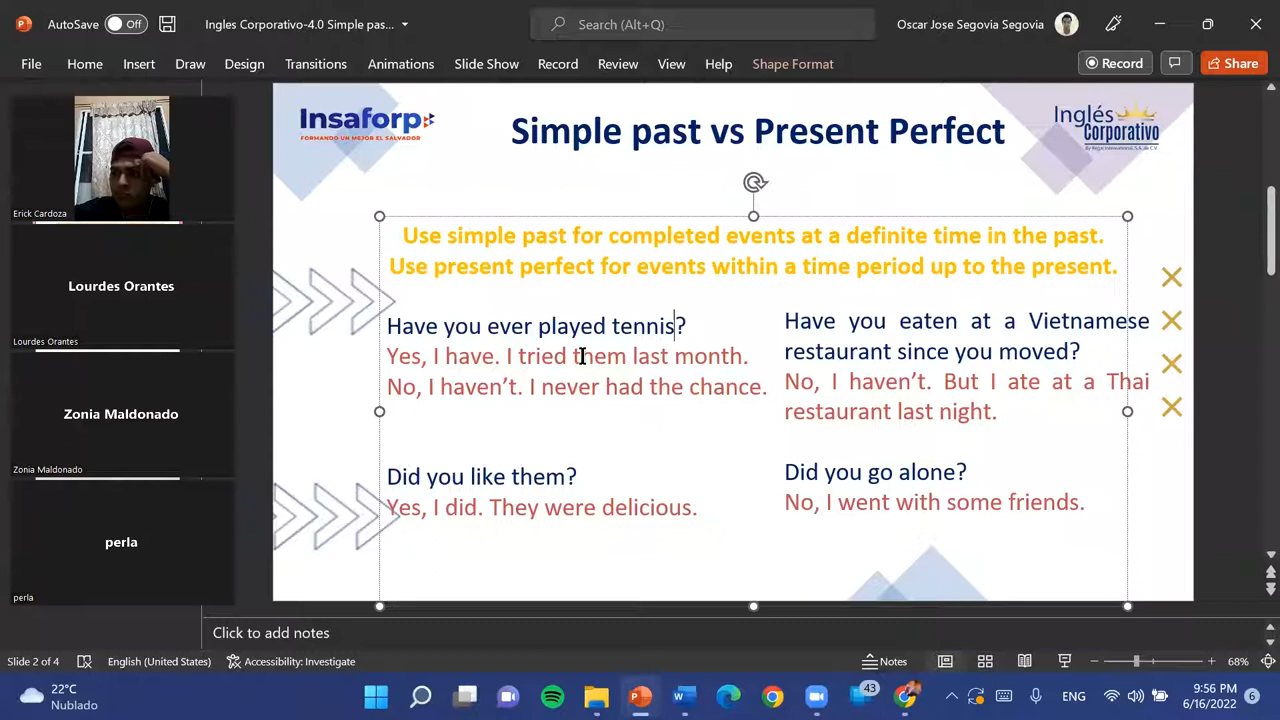 AutoSave Off Ingles Corporativo-4.0 Simple pas... Search (Alt+Q) Oscar Jose Segovia Segovia
File Home Insert Draw Design Transitions Animations Slide Show Record Review View Help Shape Format Record Share
Erick Cardoza
Lourdes Orantes
Lourdes Orantes
Zonia Maldonado
Zonia Maldonado
perla
perla
Insaforp
FORMANDO UN MEJOR EL SALVADOR
Simple past vs Present Perfect
Inglés
Corporativo
Use simple past for completed events at a definite time in the past.
Use present perfect for events within a time period up to the present.
Have you ever played tennis?
Yes, I have. I tried them last month.
No, I haven't. I never had the chance.
Did you like them?
Yes, I did. They were delicious.
Have you eaten at a Vietnamese
restaurant since you moved?
No, I haven't. But I ate at a Thai
restaurant last night.
Did you go alone?
No, I went with some friends.
Click to add notes
Slide 2 of 4 English (United States) Accessibility: Investigate Notes 68%
22°C
Nublado
43
ENG
9:56 PM
6/16/2022
6